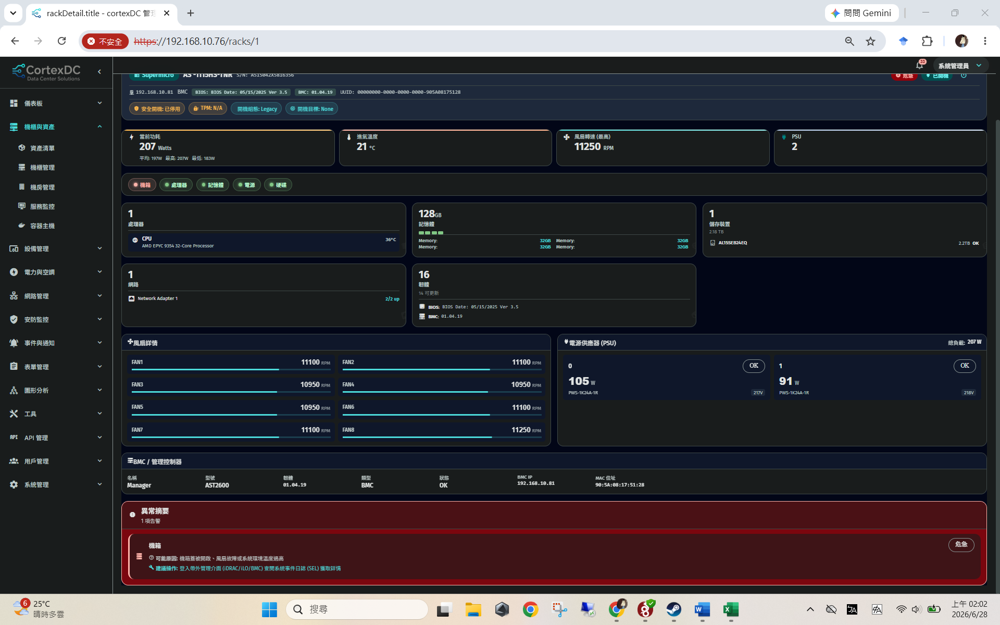 rackDetail.title - cortexDC 管理
問問 Gemini
不安全 https://192.168.10.76/racks/1
CortexDC
Data Center Solutions
33
系統管理員
儀表板
機櫃與資產
資產清單
機櫃管理
機房管理
服務監控
容器主機
設備管理
電力與空調
網路管理
安防監控
事件與通知
表單管理
圖形分析
工具
API API 管理
用戶管理
系統管理
Supermicro AS -1115HS-TNR S/N: A515042X5816356
危急 已開機
192.168.10.81 BMC BIOS: BIOS Date: 05/15/2025 Ver 3.5 BMC: 01.04.19 UUID: 00000000-0000-0000-0000-905A08175128
安全開機: 已停用 TPM: N/A 開機組態: Legacy 開機目標: None
當前功耗
207 Watts
平均: 197W 最高: 207W 最低: 183W
進氣溫度
21 °C
風扇轉速 (最高)
11250 RPM
PSU
2
機箱 處理器 記憶體 電源 硬碟
1
處理器
CPU 36°C
AMD EPYC 9354 32-Core Processor
128GB
記憶體
Memory: 32GB Memory: 32GB
Memory: 32GB Memory: 32GB
1
儲存裝置
2.18 TB
AL15SEB24EQ 2.2TB OK
1
網路
Network Adapter 1 2/2 up
16
韌體
14 可更新
BIOS: BIOS Date: 05/15/2025 Ver 3.5
BMC: 01.04.19
風扇詳情
FAN1 11100 RPM FAN2 11100 RPM
FAN3 10950 RPM FAN4 10950 RPM
FAN5 10950 RPM FAN6 11100 RPM
FAN7 11100 RPM FAN8 11250 RPM
電源供應器 (PSU) 總負載: 207 W
0 OK
105 W
PWS-1K24A-1R 217V
1 OK
91 W
PWS-1K24A-1R 218V
BMC / 管理控制器
名稱 型號 韌體 類型 狀態 BMC IP MAC 位址
Manager AST2600 01.04.19 BMC OK 192.168.10.81 90:5A:08:17:51:28
異常摘要
1 項告警
機箱 危急
可能原因: 機箱蓋被開啟、風扇故障或系統環境溫度過高
建議操作: 登入帶外管理介面 (iDRAC/iLO/BMC) 查閱系統事件日誌 (SEL) 獲取詳情
6 25°C
晴時多雲
搜尋
上午 02:02
2026/6/28